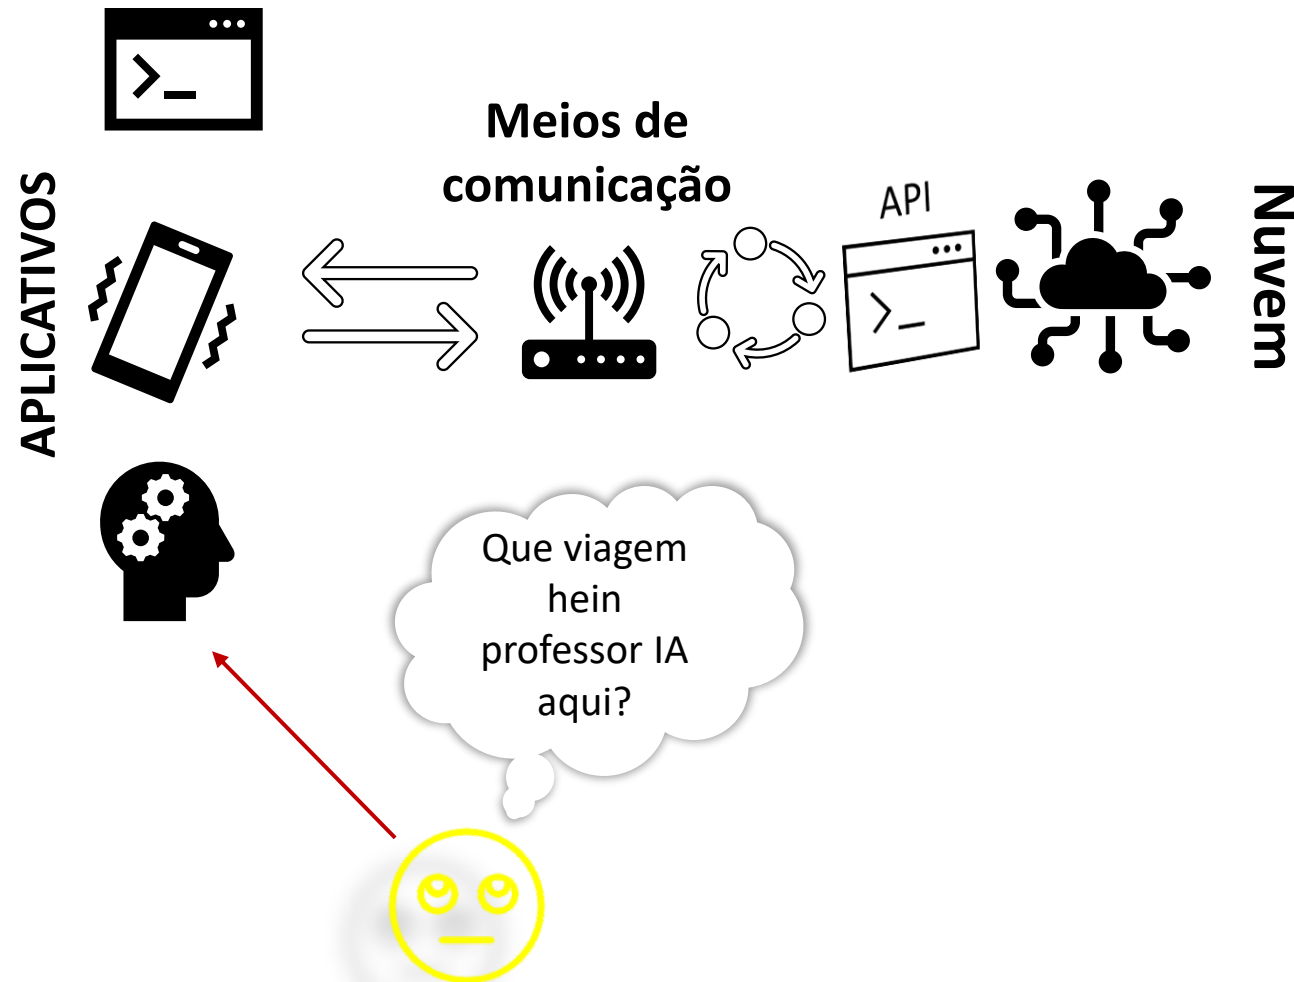 Meios de
comunicação
API
APLICATIVOS
Nuvem
Que viagem
hein
professor IA
aqui?